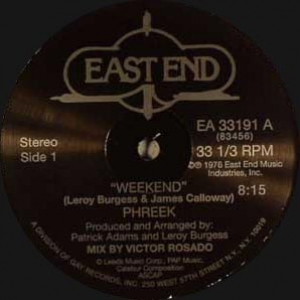 EAST END
Stereo
Side 1
EA 33191 A
(83456)
33 1/3 RPM
℗© 1976 East End Music
Industries, Inc.
"WEEKEND"
(Leroy Burgess & James Calloway)
8:15
PHREEK
Produced and Arranged by:
Patrick Adams and Leroy Burgess
MIX BY VICTOR ROSADO
© Leeds Music Corp., PAP Music,
Composition
ASCAP
A DIVISION OF GAY RECORDS, INC. 250 WEST 57TH STREET N.Y., N.Y. 10019